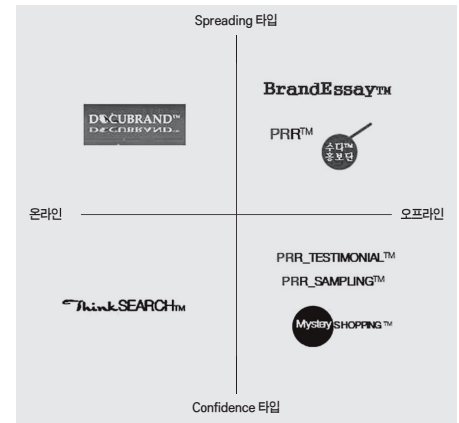 Spreading 타입
BrandEssay™
DOCUBRAND™
PRR™
수다™
홍보단
온라인
오프라인
PRR_TESTIMONIAL™
PRR_SAMPLING™
ThinkSEARCH™
Mystery SHOPPING™
Confidence 타입